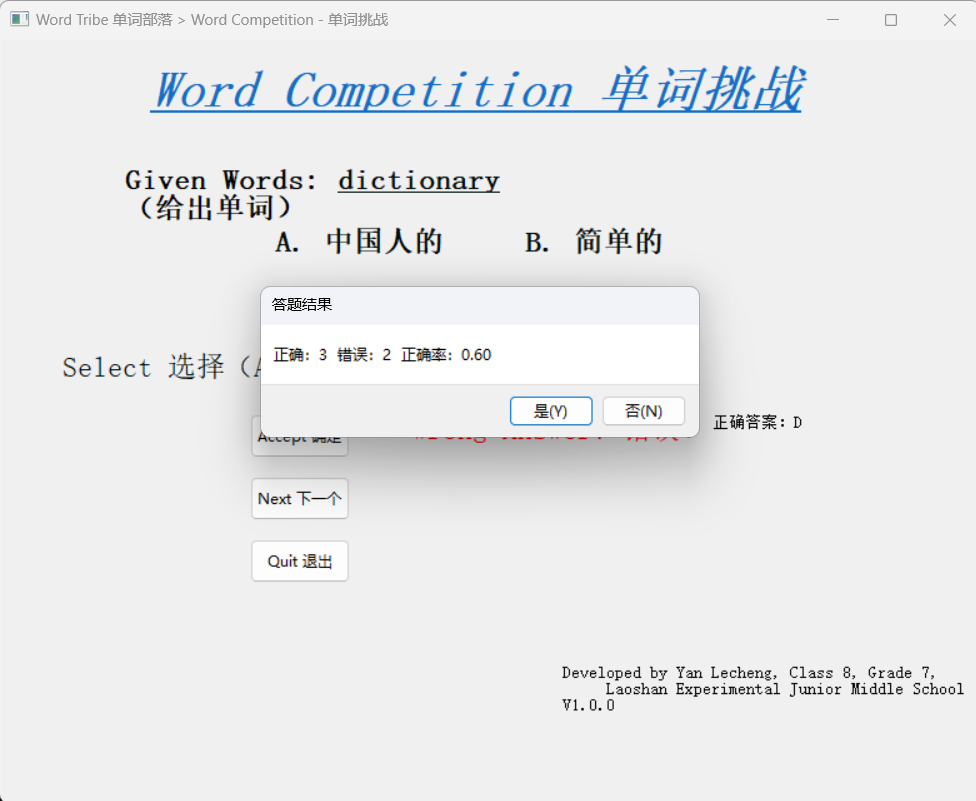 Word Tribe 单词部落 > Word Competition - 单词挑战
Word Competition 单词挑战
Given Words: dictionary
（给出单词）
A. 中国人的 B. 简单的
答题结果
正确: 3 错误: 2 正确率: 0.60
是(Y) 否(N)
Select 选择（A
正确答案: D
Accept 确定
Next 下一个
Quit 退出
Developed by Yan Lecheng, Class 8, Grade 7,
Laoshan Experimental Junior Middle School
V1.0.0